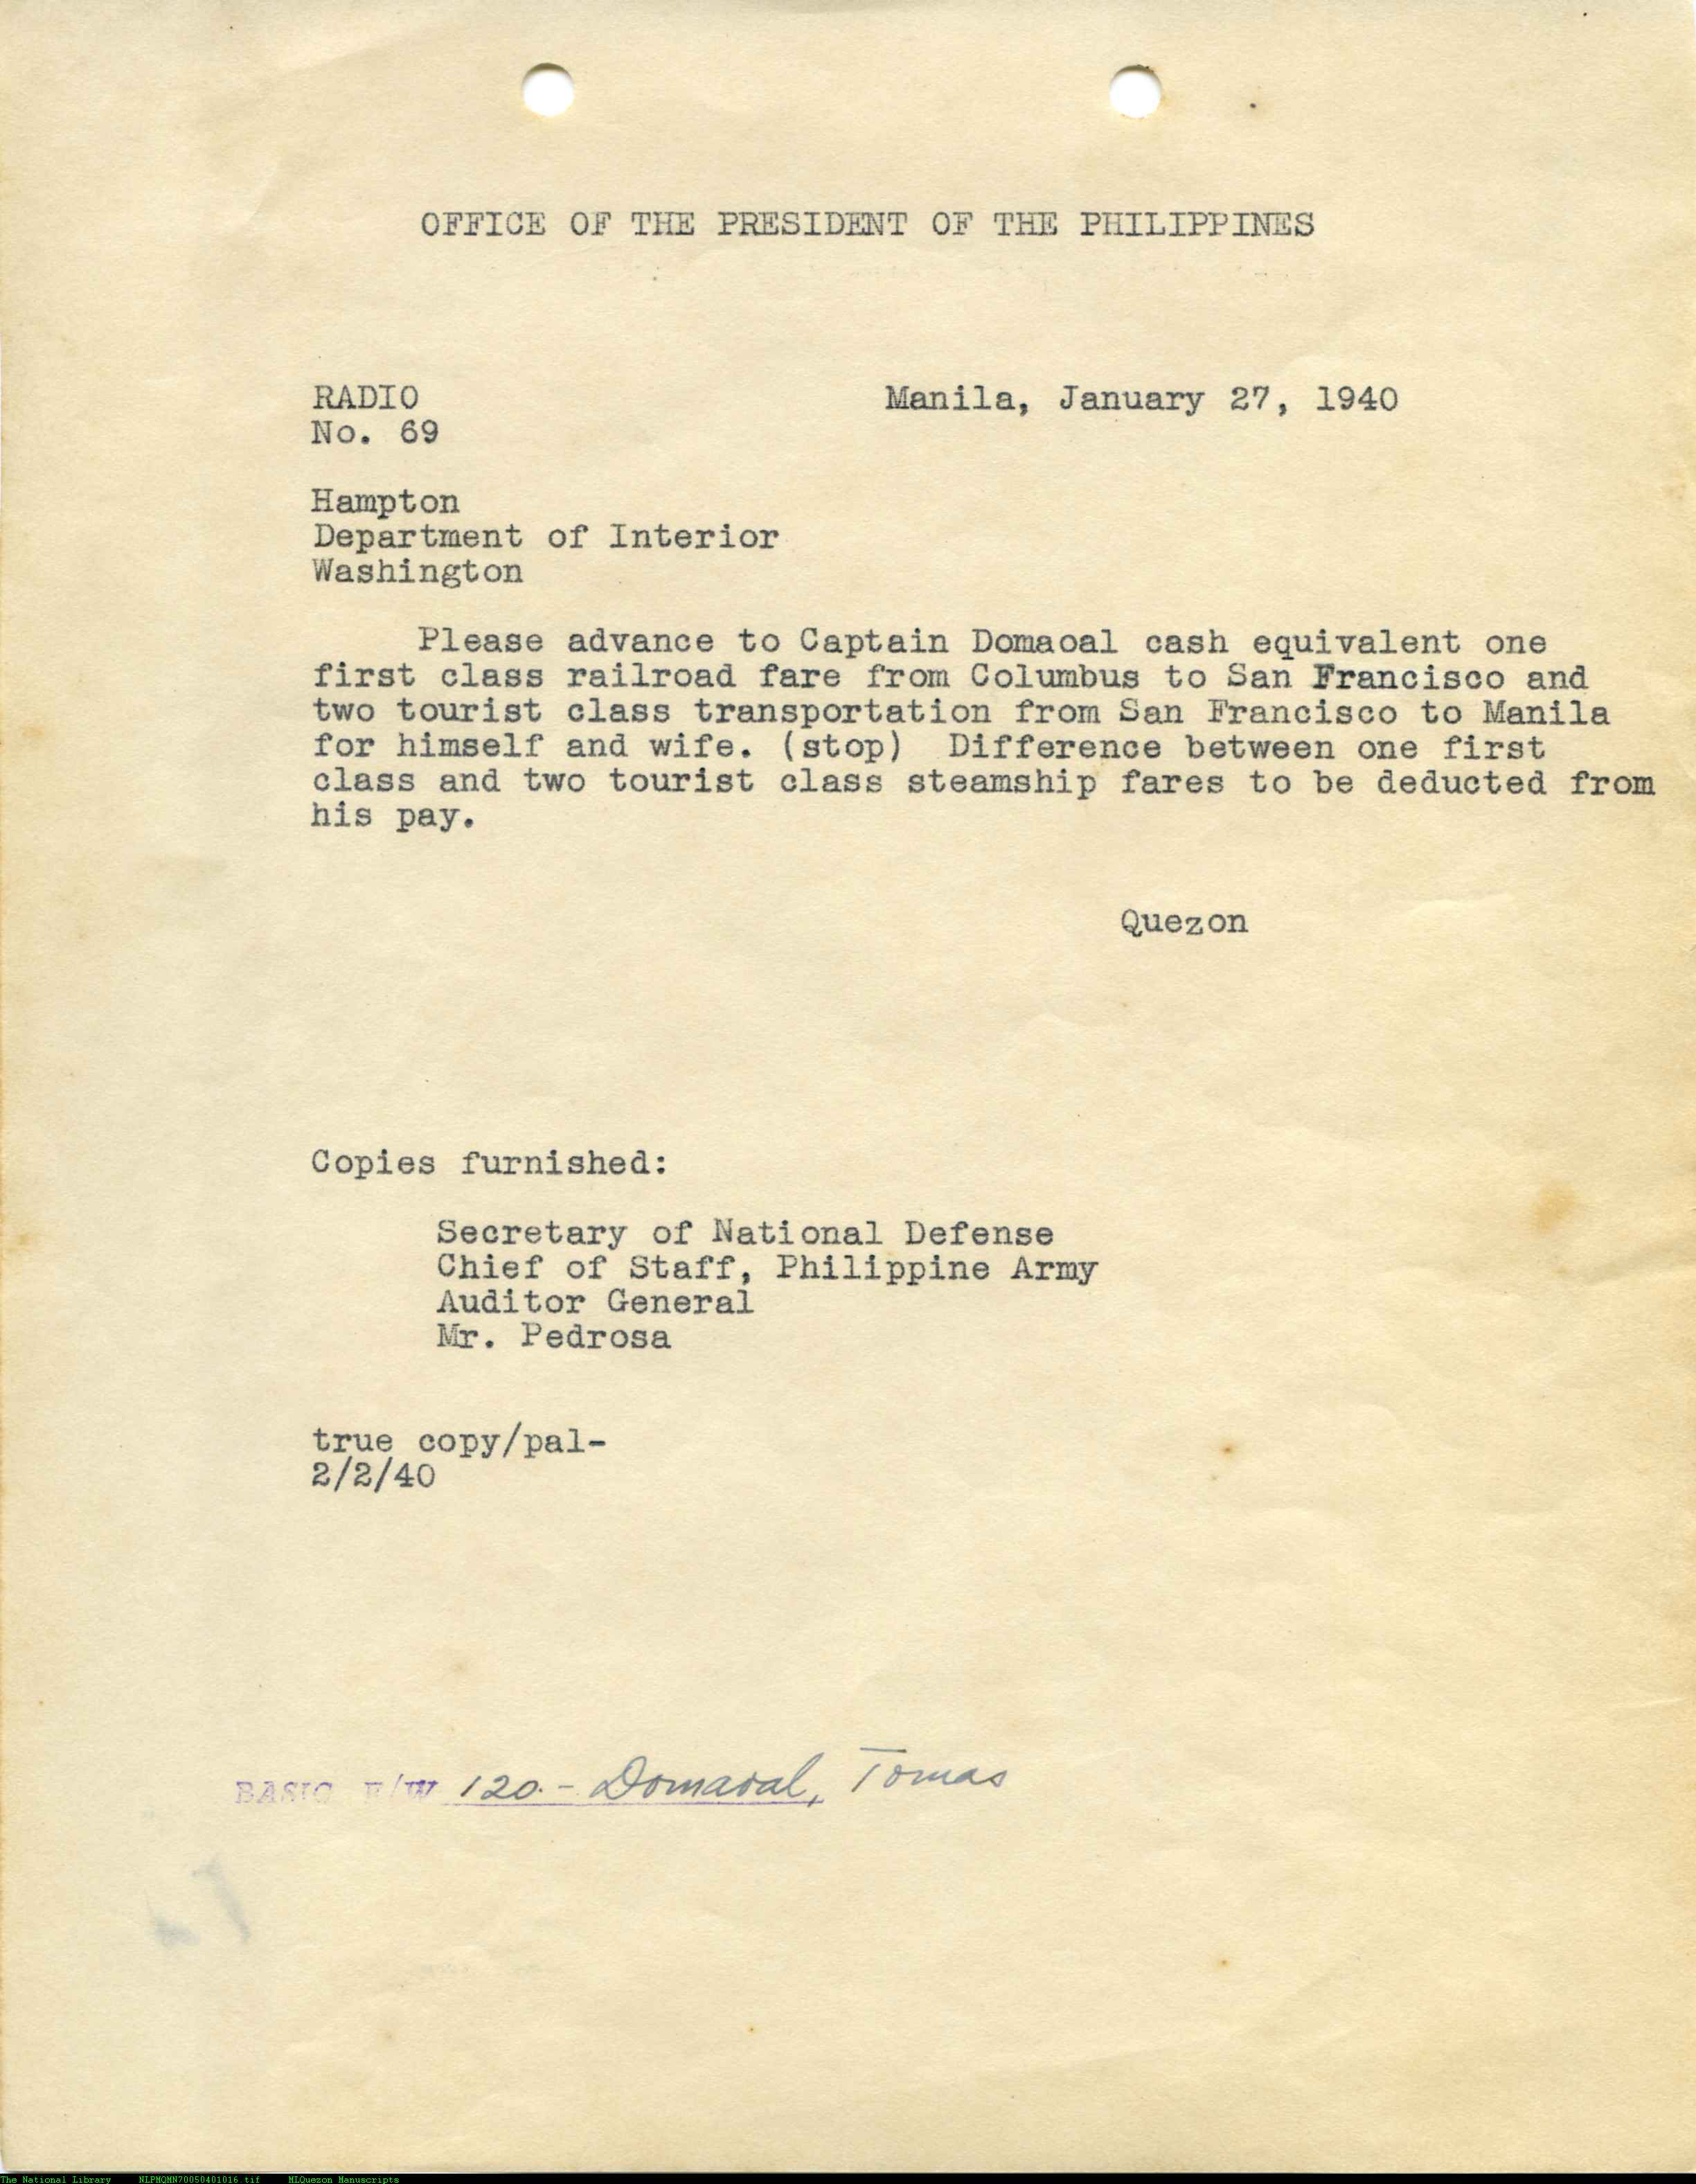 OFFICE OF THE PRESIDENT OF THE PHILIPPINES
RADIO
No. 69
Manila, January 27, 1940
Hampton
Department of Interior
Washington
Please advance to Captain Domaoal cash equivalent one
first class railroad fare from Columbus to San Francisco and
two tourist class transportation from San Francisco to Manila
for himself and wife. (stop) Difference between one first
class and two tourist class steamship fares to be deducted from
his pay.
Quezon
Copies furnished:
Secretary of National Defense
Chief of Staff, Philippine Army
Auditor General
Mr. Pedrosa
true copy/pal-
2/2/40
BASIC F/W 120.- Domaoal, Tomas
The National Library NLPMQMN70050401016.tif MLQuezon Manuscripts